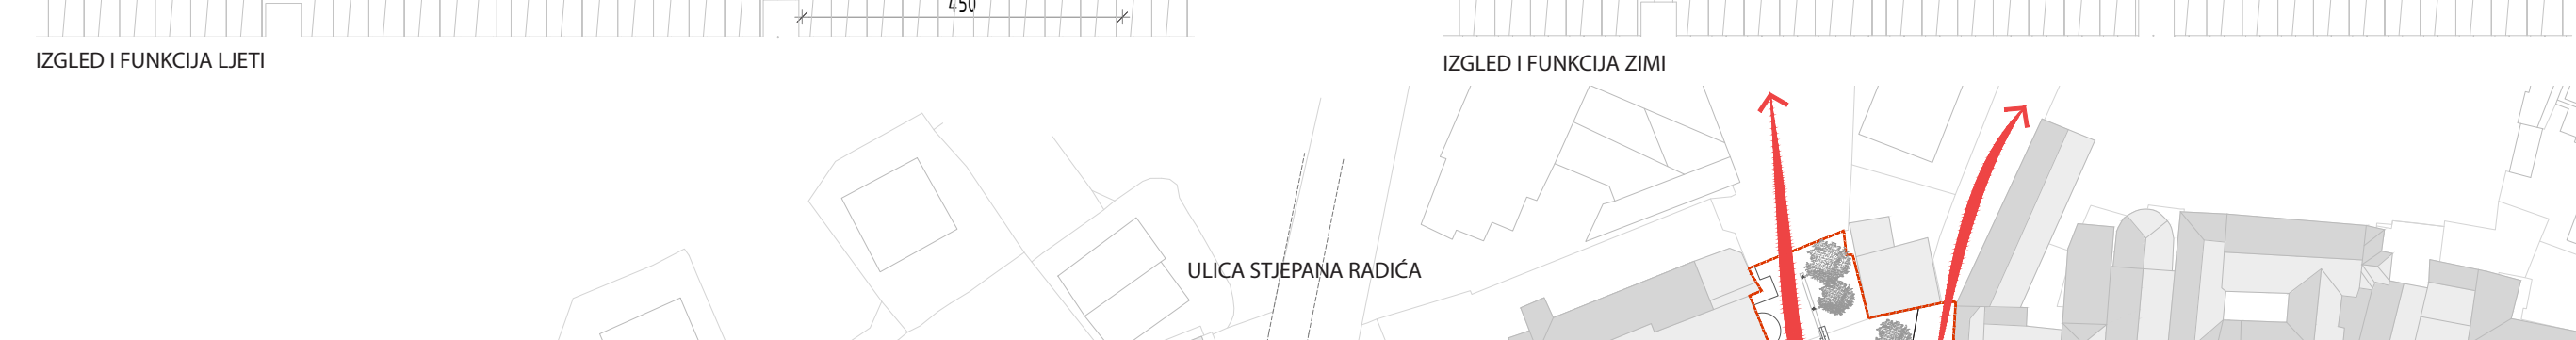 450
IZGLED I FUNKCIJA LJETI
IZGLED I FUNKCIJA ZIMI
ULICA STJEPANA RADIĆA